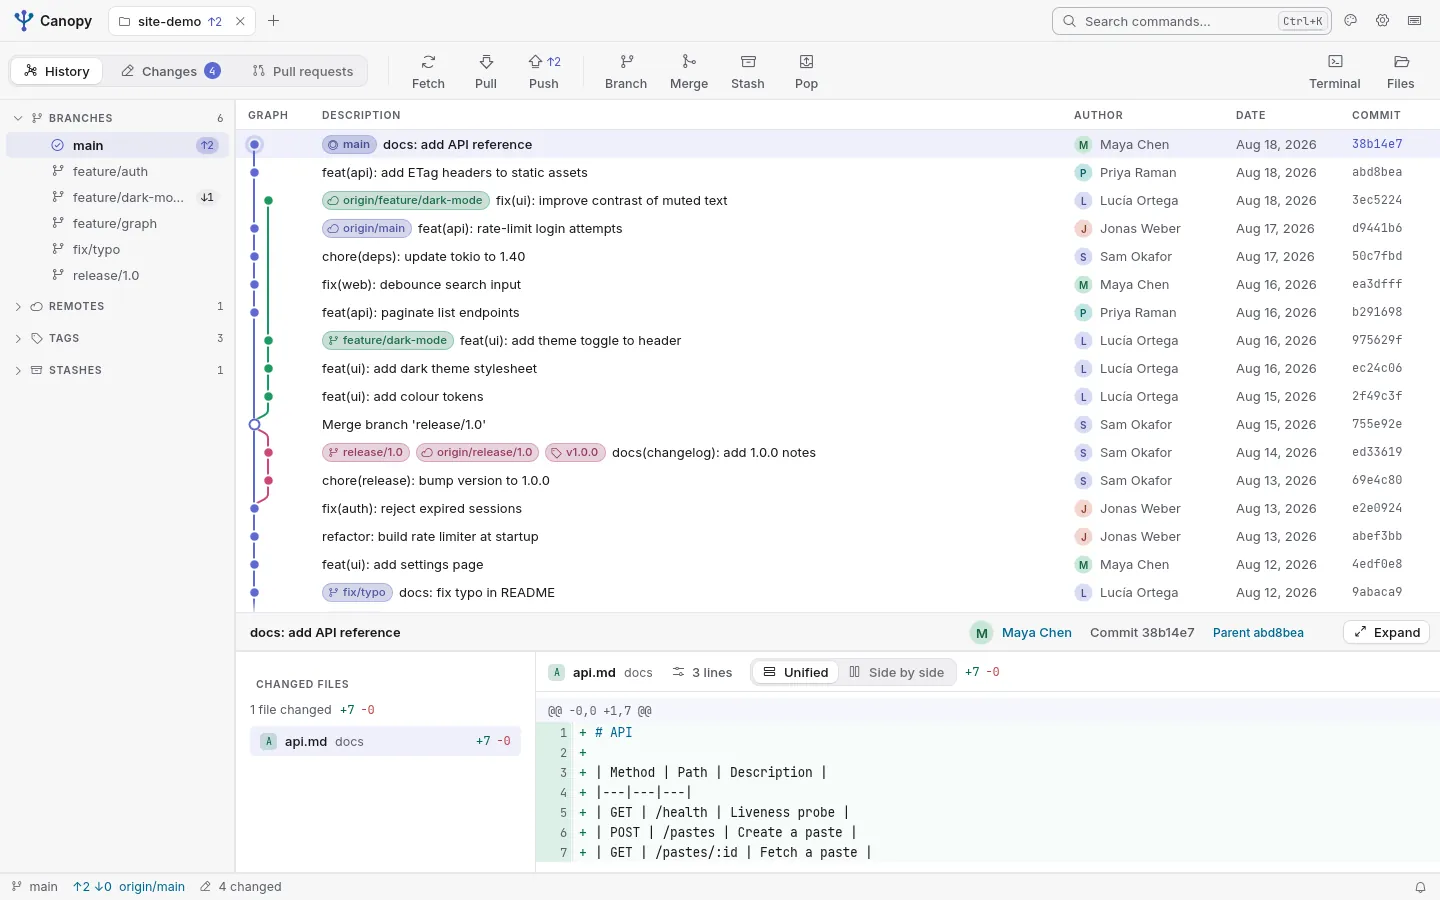 Canopy
site-demo ↑2
Search commands... Ctrl+K
History
Changes 4
Pull requests
Fetch
Pull
↑2
Push
Branch
Merge
Stash
Pop
Terminal
Files
BRANCHES 6
main ↑2
feature/auth
feature/dark-mo... ↓1
feature/graph
fix/typo
release/1.0
REMOTES 1
TAGS 3
STASHES 1
GRAPH DESCRIPTION AUTHOR DATE COMMIT
main docs: add API reference M Maya Chen Aug 18, 2026 38b14e7
feat(api): add ETag headers to static assets P Priya Raman Aug 18, 2026 abd8bea
origin/feature/dark-mode fix(ui): improve contrast of muted text L Lucía Ortega Aug 18, 2026 3ec5224
origin/main feat(api): rate-limit login attempts J Jonas Weber Aug 17, 2026 d9441b6
chore(deps): update tokio to 1.40 S Sam Okafor Aug 17, 2026 50c7fbd
fix(web): debounce search input M Maya Chen Aug 16, 2026 ea3dfff
feat(api): paginate list endpoints P Priya Raman Aug 16, 2026 b291698
feature/dark-mode feat(ui): add theme toggle to header L Lucía Ortega Aug 16, 2026 975629f
feat(ui): add dark theme stylesheet L Lucía Ortega Aug 16, 2026 ec24c06
feat(ui): add colour tokens L Lucía Ortega Aug 15, 2026 2f49c3f
Merge branch 'release/1.0' S Sam Okafor Aug 15, 2026 755e92e
release/1.0 origin/release/1.0 v1.0.0 docs(changelog): add 1.0.0 notes S Sam Okafor Aug 14, 2026 ed33619
chore(release): bump version to 1.0.0 S Sam Okafor Aug 13, 2026 69e4c80
fix(auth): reject expired sessions J Jonas Weber Aug 13, 2026 e2e0924
refactor: build rate limiter at startup J Jonas Weber Aug 13, 2026 abef3bb
feat(ui): add settings page M Maya Chen Aug 12, 2026 4edf0e8
fix/typo docs: fix typo in README L Lucía Ortega Aug 12, 2026 9abaca9
docs: add API reference M Maya Chen Commit 38b14e7 Parent abd8bea Expand
CHANGED FILES
1 file changed +7 -0
A api.md docs +7 -0
A api.md docs 3 lines Unified Side by side +7 -0
@@ -0,0 +1,7 @@
1 + # API
2 +
3 + | Method | Path | Description |
4 + |---|---|---|
5 + | GET | /health | Liveness probe |
6 + | POST | /pastes | Create a paste |
7 + | GET | /pastes/:id | Fetch a paste |
main ↑2 ↓0 origin/main 4 changed